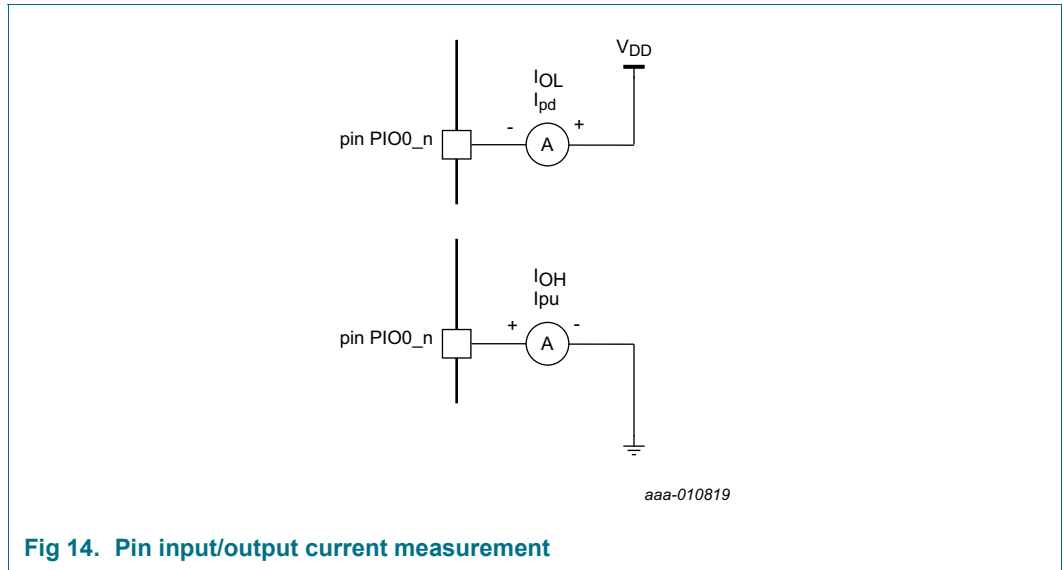 VDD
IOL
Ipd
- +
pin PIO0_n
A
IOH
Ipu
+ -
pin PIO0_n
A
aaa-010819
Fig 14. Pin input/output current measurement